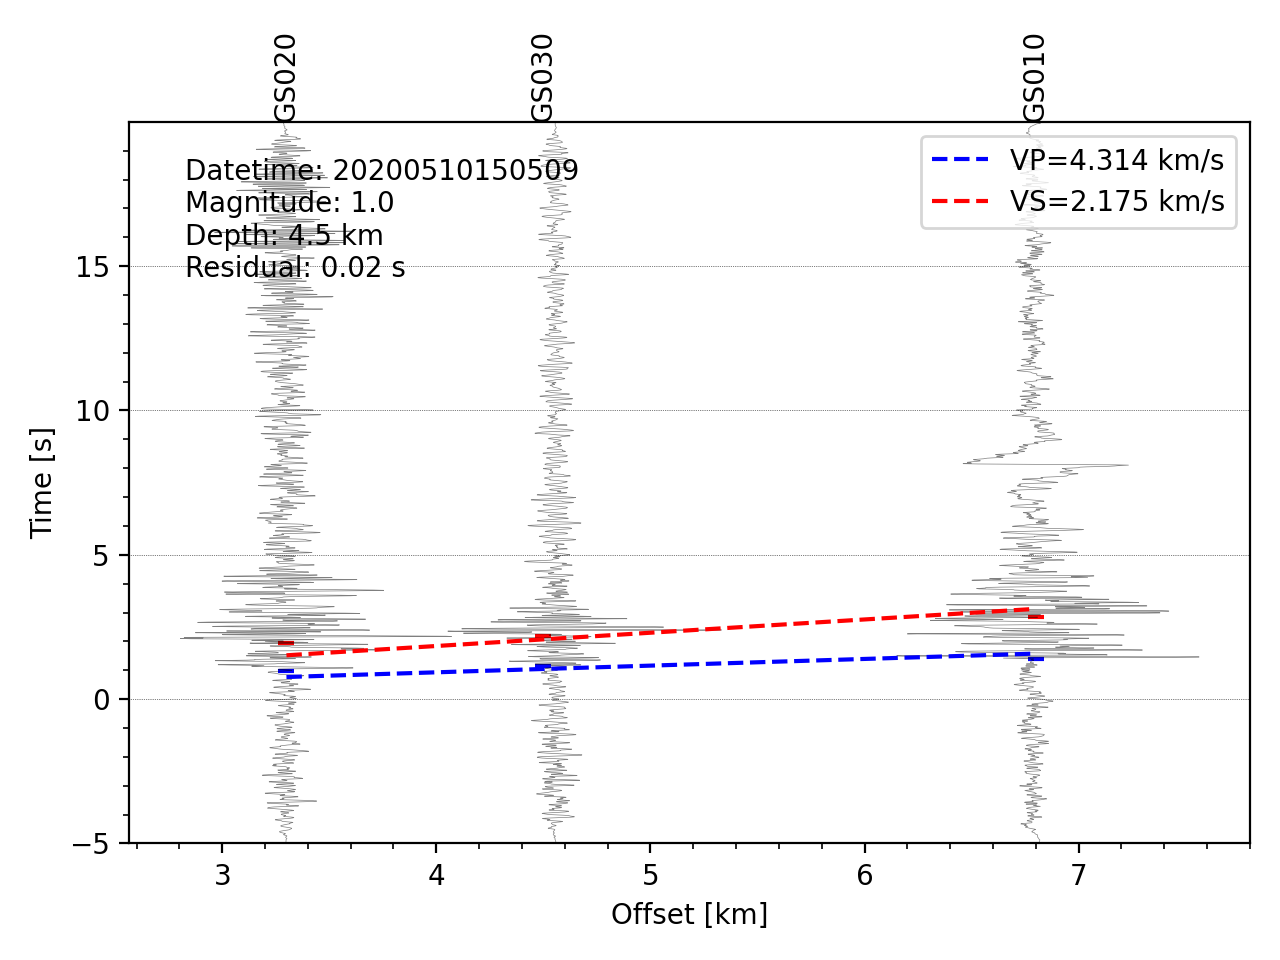 GS020
GS030
GS010
Datetime: 20200510150509
Magnitude: 1.0
Depth: 4.5 km
Residual: 0.02 s
VP=4.314 km/s
VS=2.175 km/s
15
10
5
0
−5
Time [s]
3
4
5
6
7
Offset [km]